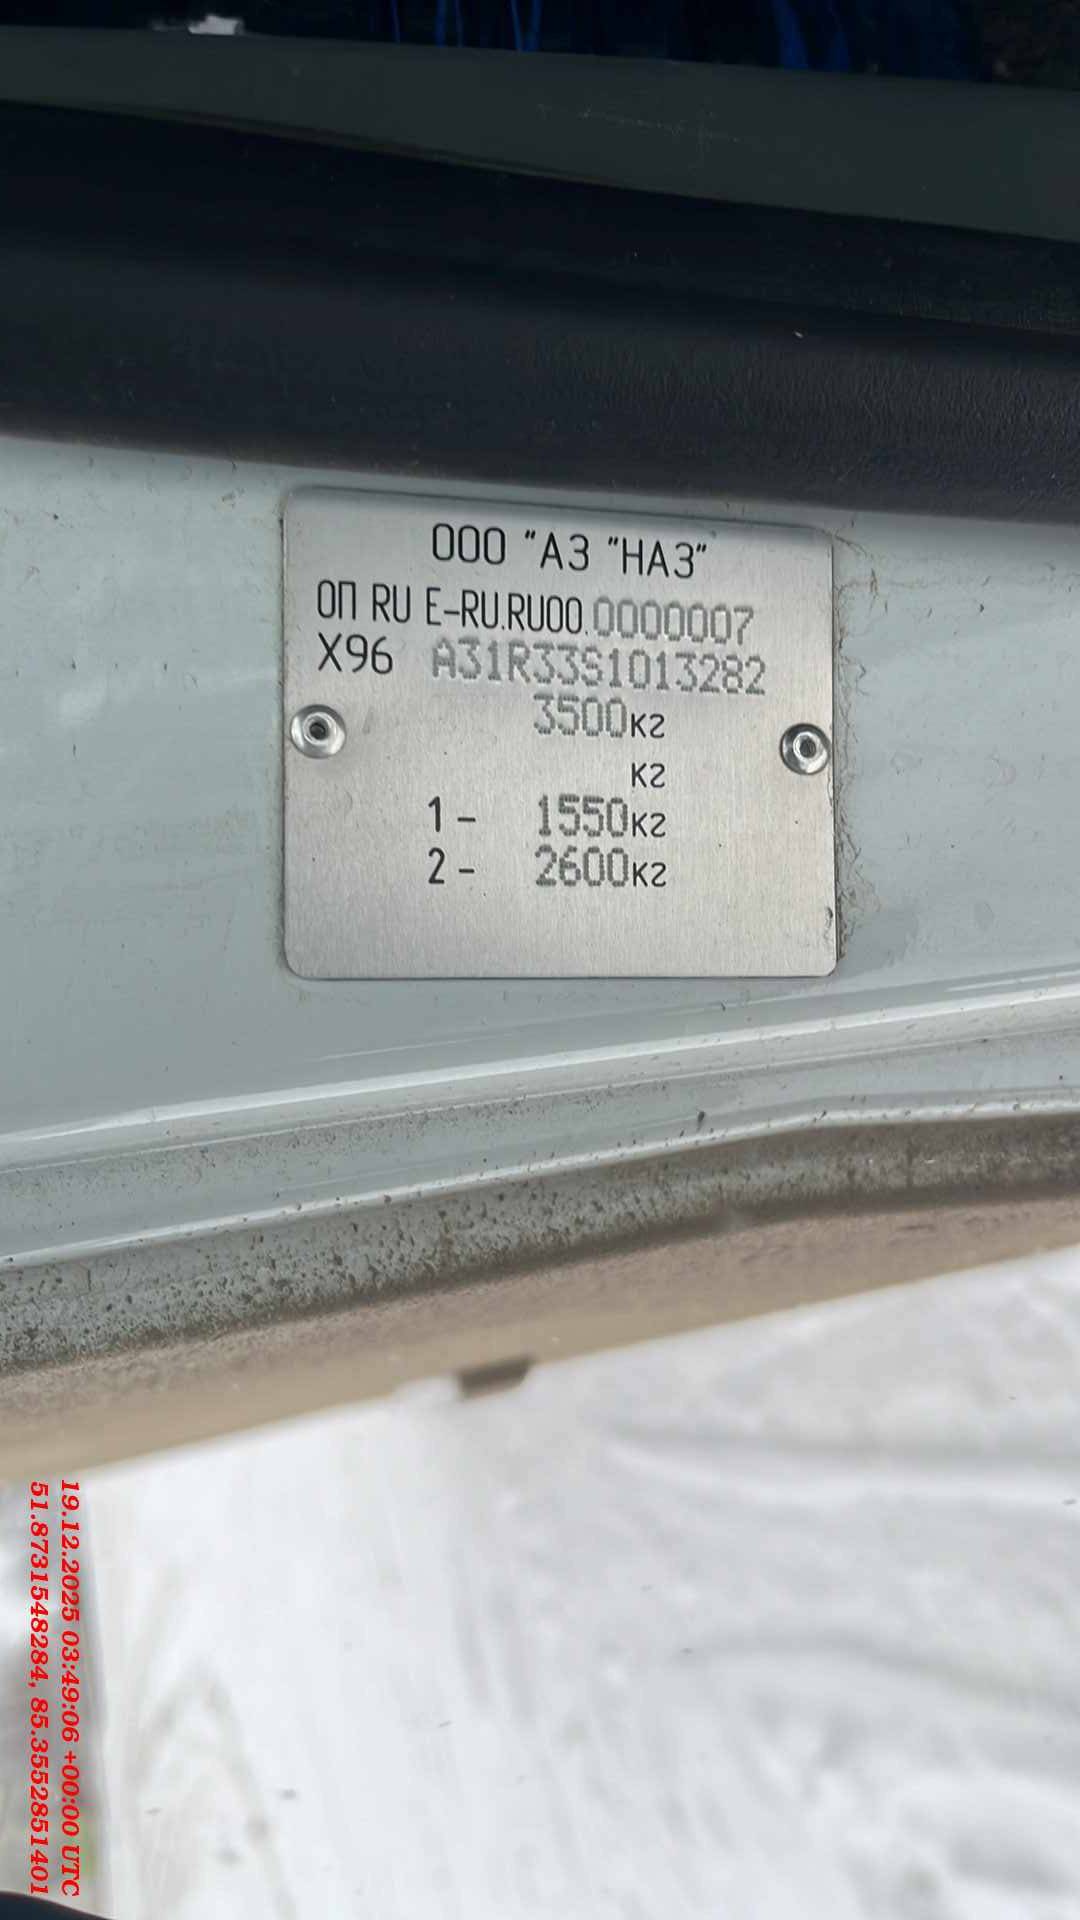 ООО "АЗ "НАЗ"
ОП RU E-RU.RU00.0000007
X96 A31R33S1013282
3500кг
кг
1 - 1550кг
2 - 2600кг
19.12.2025 03:49:06 +00:00 UTC
51.8731548284, 85.3552851401